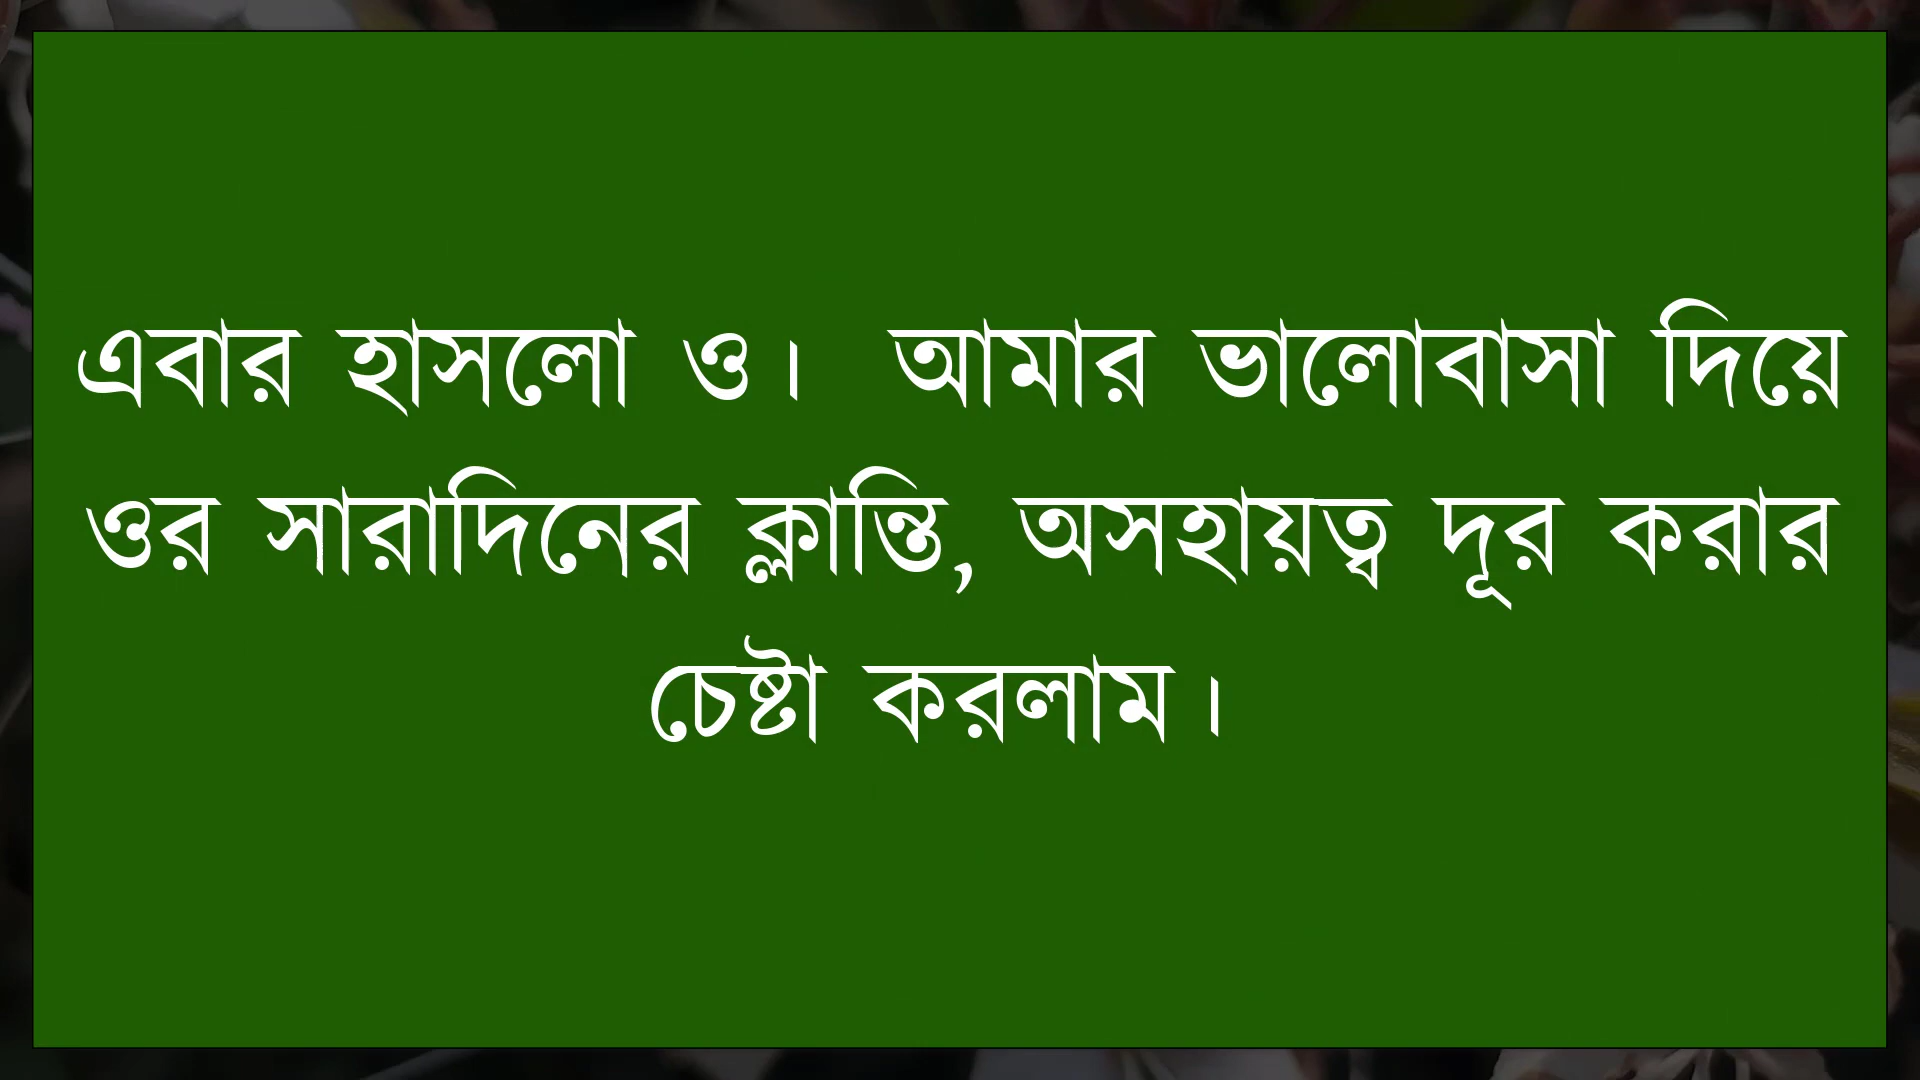 এবার হাসলো ও। আমার ভালোবাসা দিয়ে
ওর সারাদিনের ক্লান্তি, অসহায়ত্ব দূর করার
চেষ্টা করলাম।